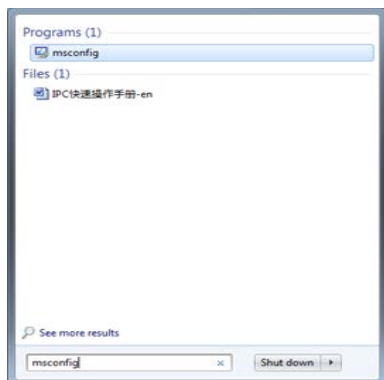 Programs (1)
msconfig
Files (1)
IPC快速操作手册-en
See more results
msconfig
Shut down